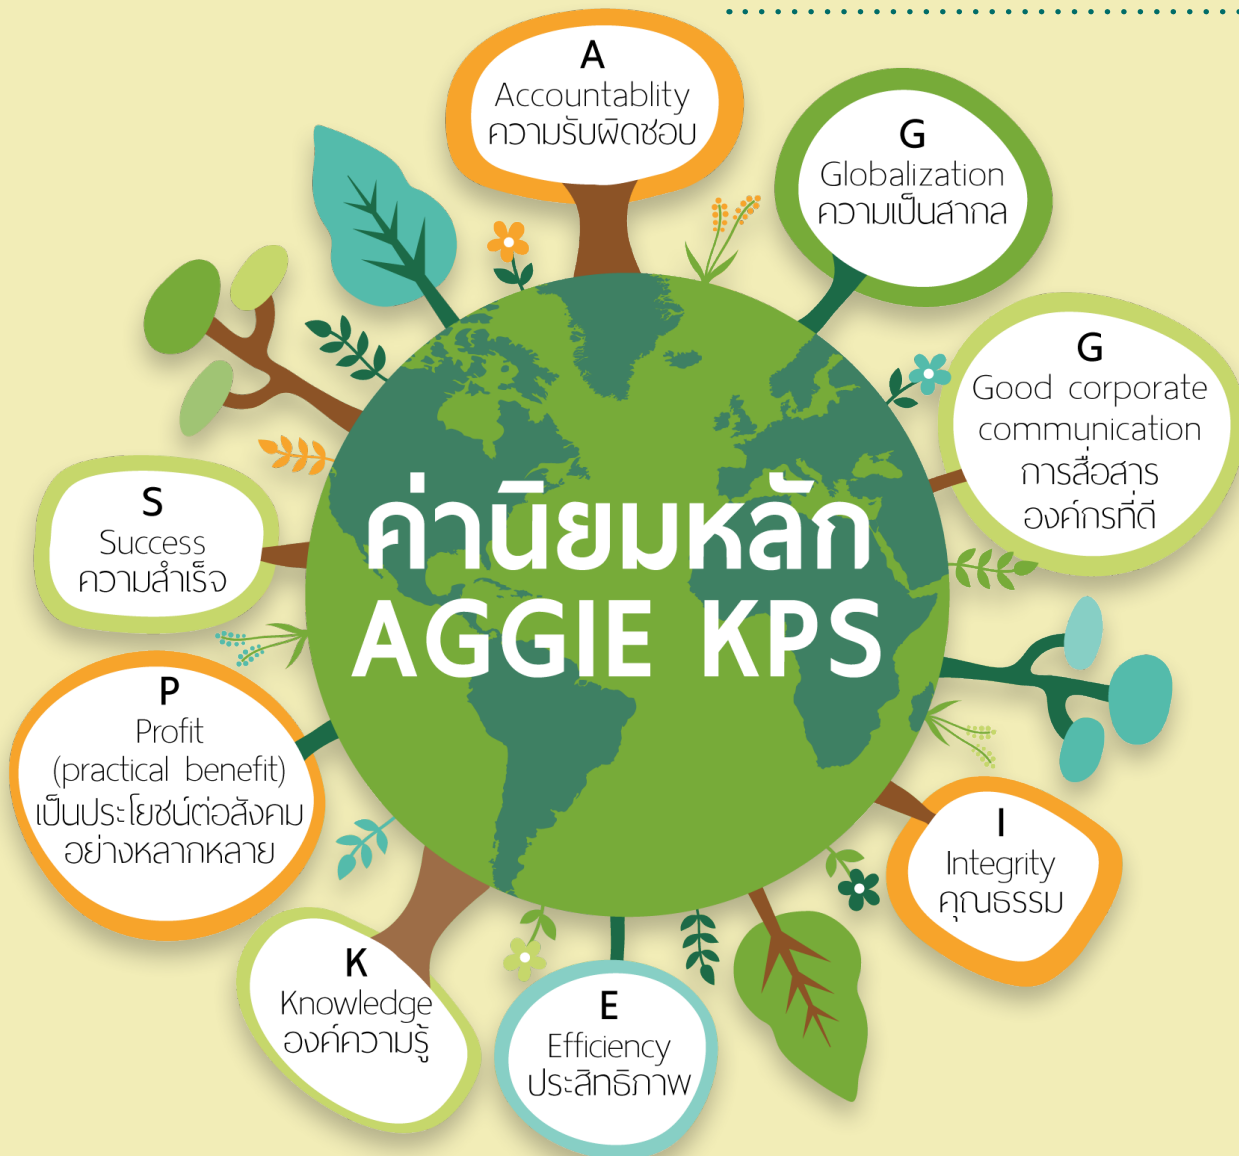 ค่านิยมหลัก
AGGIE KPS
A
Accountablity
ความรับผิดชอบ
G
Globalization
ความเป็นสากล
G
Good corporate
communication
การสื่อสาร
องค์กรที่ดี
I
Integrity
คุณธรรม
E
Efficiency
ประสิทธิภาพ
K
Knowledge
องค์ความรู้
P
Profit
(practical benefit)
เป็นประโยชน์ต่อสังคม
อย่างหลากหลาย
S
Success
ความสำเร็จ